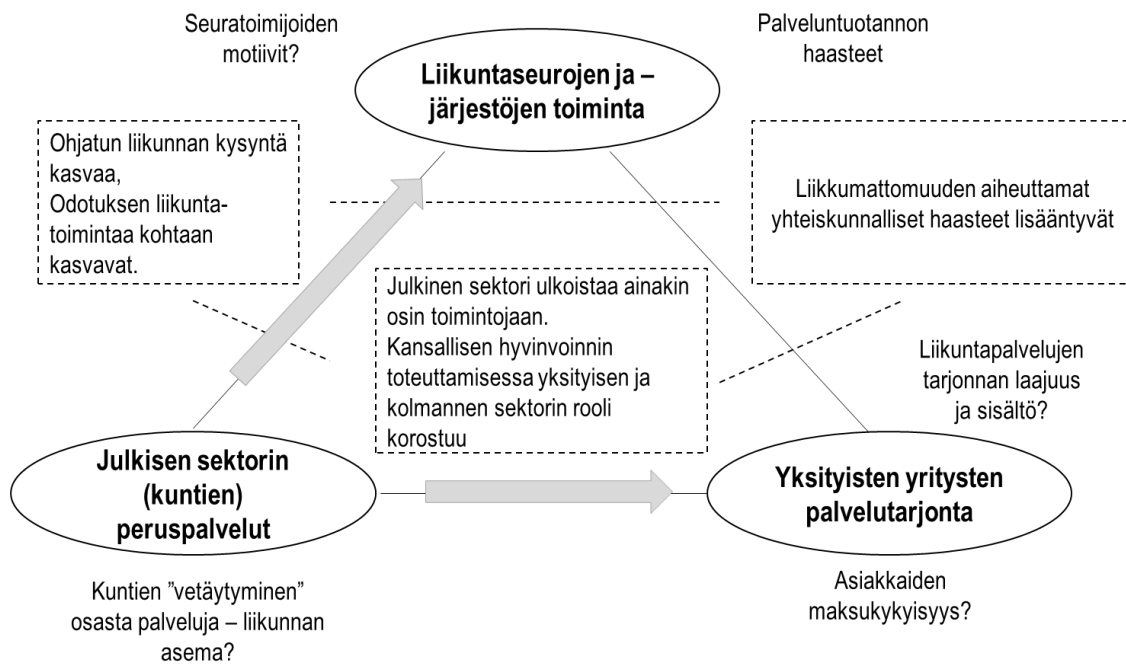 Seuratoimijoiden
motiivit?
Palveluntuotannon
haasteet
Liikuntaseurojen ja –
järjestöjen toiminta
Ohjatun liikunnan kysyntä
kasvaa,
Odotuksen liikunta-
toimintaa kohtaan
kasvavat.
Liikkumattomuuden aiheuttamat
yhteiskunnalliset haasteet lisääntyvät
Julkinen sektori ulkoistaa ainakin
osin toimintojaan.
Kansallisen hyvinvoinnin
toteuttamisessa yksityisen ja
kolmannen sektorin rooli
korostuu
Liikuntapalvelujen
tarjonnan laajuus
ja sisältö?
Julkisen sektorin
(kuntien)
peruspalvelut
Yksityisten yritysten
palvelutarjonta
Kuntien ”vetäytyminen”
osasta palveluja – liikunnan
asema?
Asiakkaiden
maksukykyisyys?